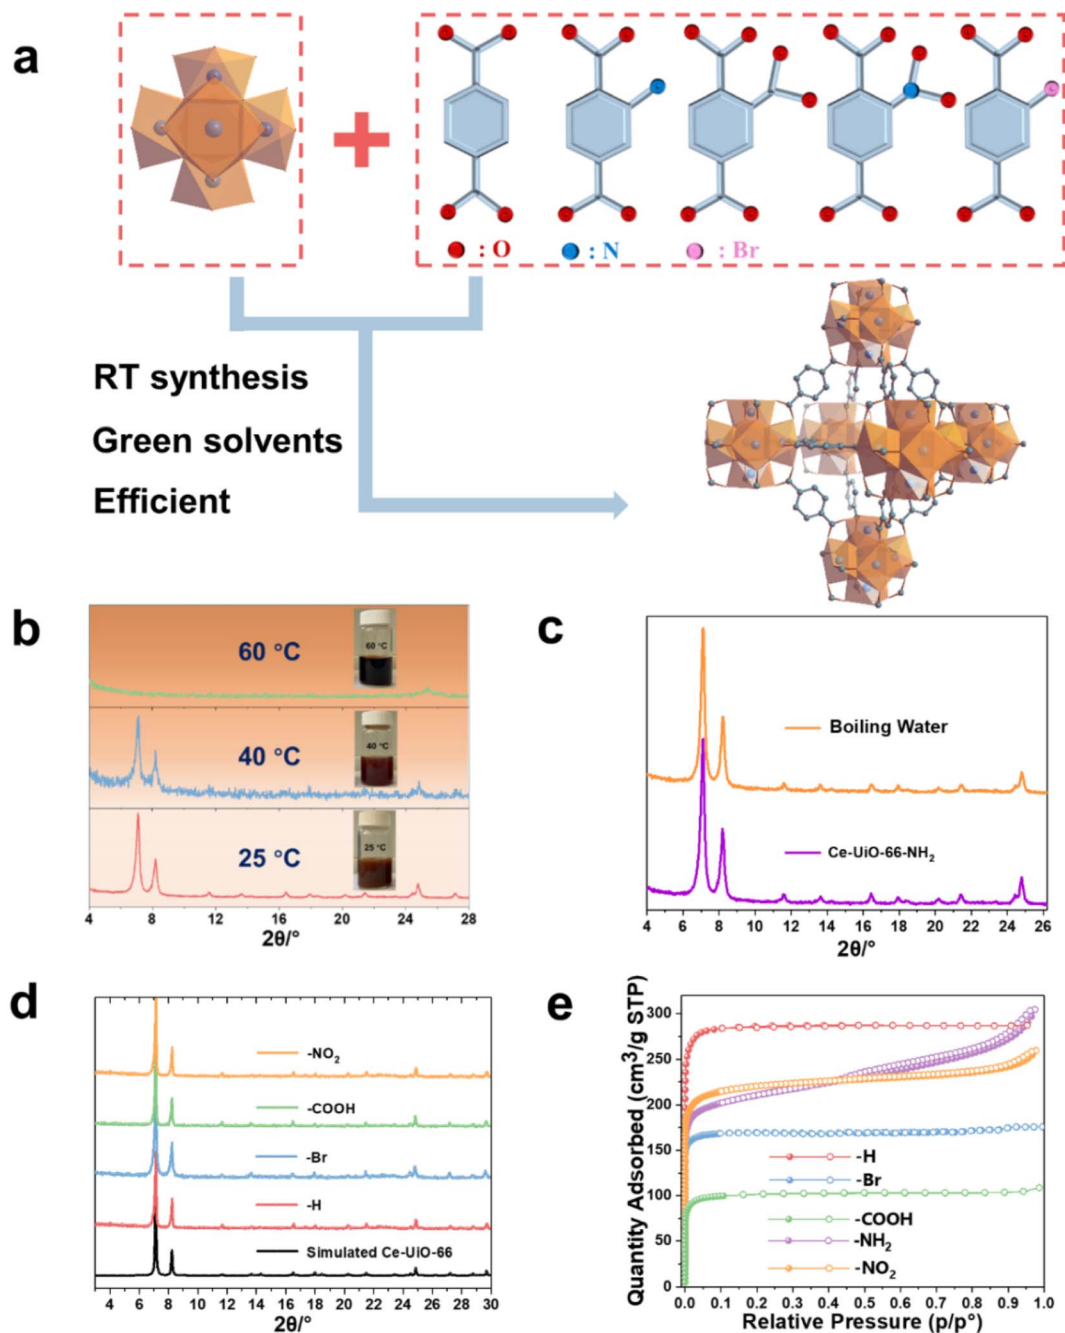 a
● : O ● : N ● : Br
RT synthesis
Green solvents
Efficient
b
60 °C
60 °C
40 °C
40 °C
25 °C
25 °C
4 8 12 16 20 24 28
2θ/°
c
Boiling Water
Ce-UiO-66-NH₂
4 6 8 10 12 14 16 18 20 22 24 26
2θ/°
d
-NO₂
-COOH
-Br
-H
Simulated Ce-UiO-66
4 6 8 10 12 14 16 18 20 22 24 26 28 30
2θ/°
e
Quantity Adsorbed (cm³/g STP)
300
250
200
150
100
50
0
-H
-Br
-COOH
-NH₂
-NO₂
0.0 0.1 0.2 0.3 0.4 0.5 0.6 0.7 0.8 0.9 1.0
Relative Pressure (p/p°)